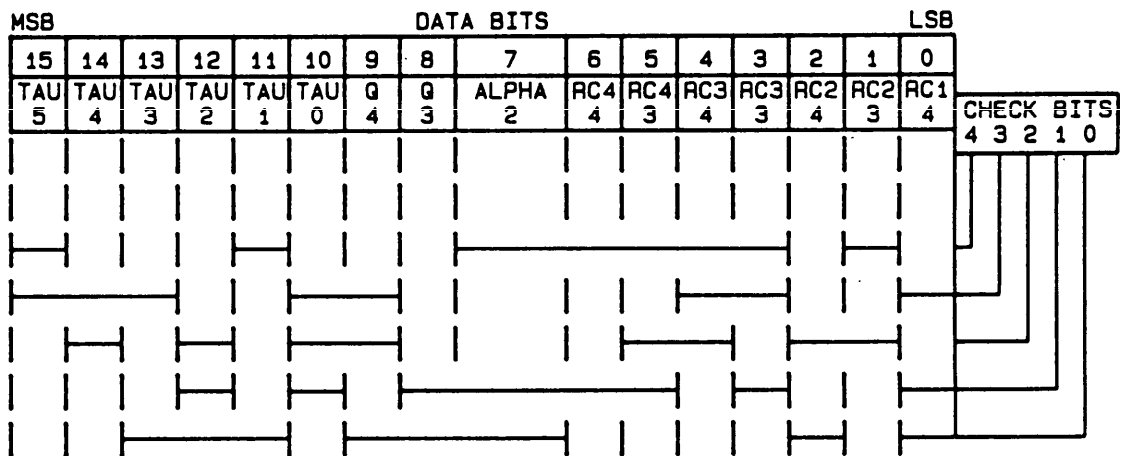 MSB DATA BITS LSB
15 14 13 12 11 10 9 8 7 6 5 4 3 2 1 0
TAU TAU TAU TAU TAU TAU Q Q ALPHA RC4 RC4 RC3 RC3 RC2 RC2 RC1
5 4 3 2 1 0 4 3 2 4 3 4 3 4 3 4
CHECK BITS
4 3 2 1 0